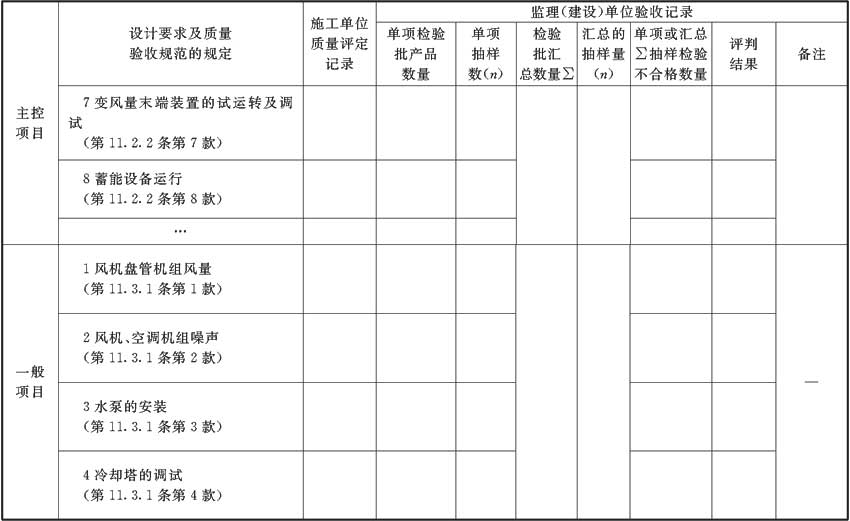 设计要求及质量
验收规范的规定
施工单位
质量评定
记录
监理(建设)单位验收记录
单项检验
批产品
数量
单项
抽样
数(n)
检验
批汇
总数量∑
汇总的
抽样量
(n)
单项或汇总
∑抽样检验
不合格数量
评判
结果
备注
主控
项目
7 变风量末端装置的试运转及调
试
(第 11.2.2 条第 7 款)
8 蓄能设备运行
(第 11.2.2 条第 8 款)
…
一般
项目
1 风机盘管机组风量
(第 11.3.1 条第 1 款)
2 风机、空调机组噪声
(第 11.3.1 条第 2 款)
3 水泵的安装
(第 11.3.1 条第 3 款)
4 冷却塔的调试
(第 11.3.1 条第 4 款)
—